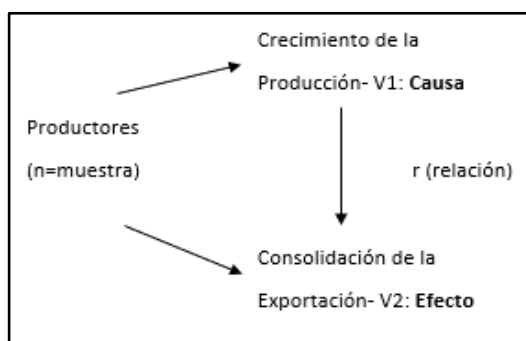 Crecimiento de la
Producción- V1: Causa
Productores
(n=muestra)
r (relación)
Consolidación de la
Exportación- V2: Efecto